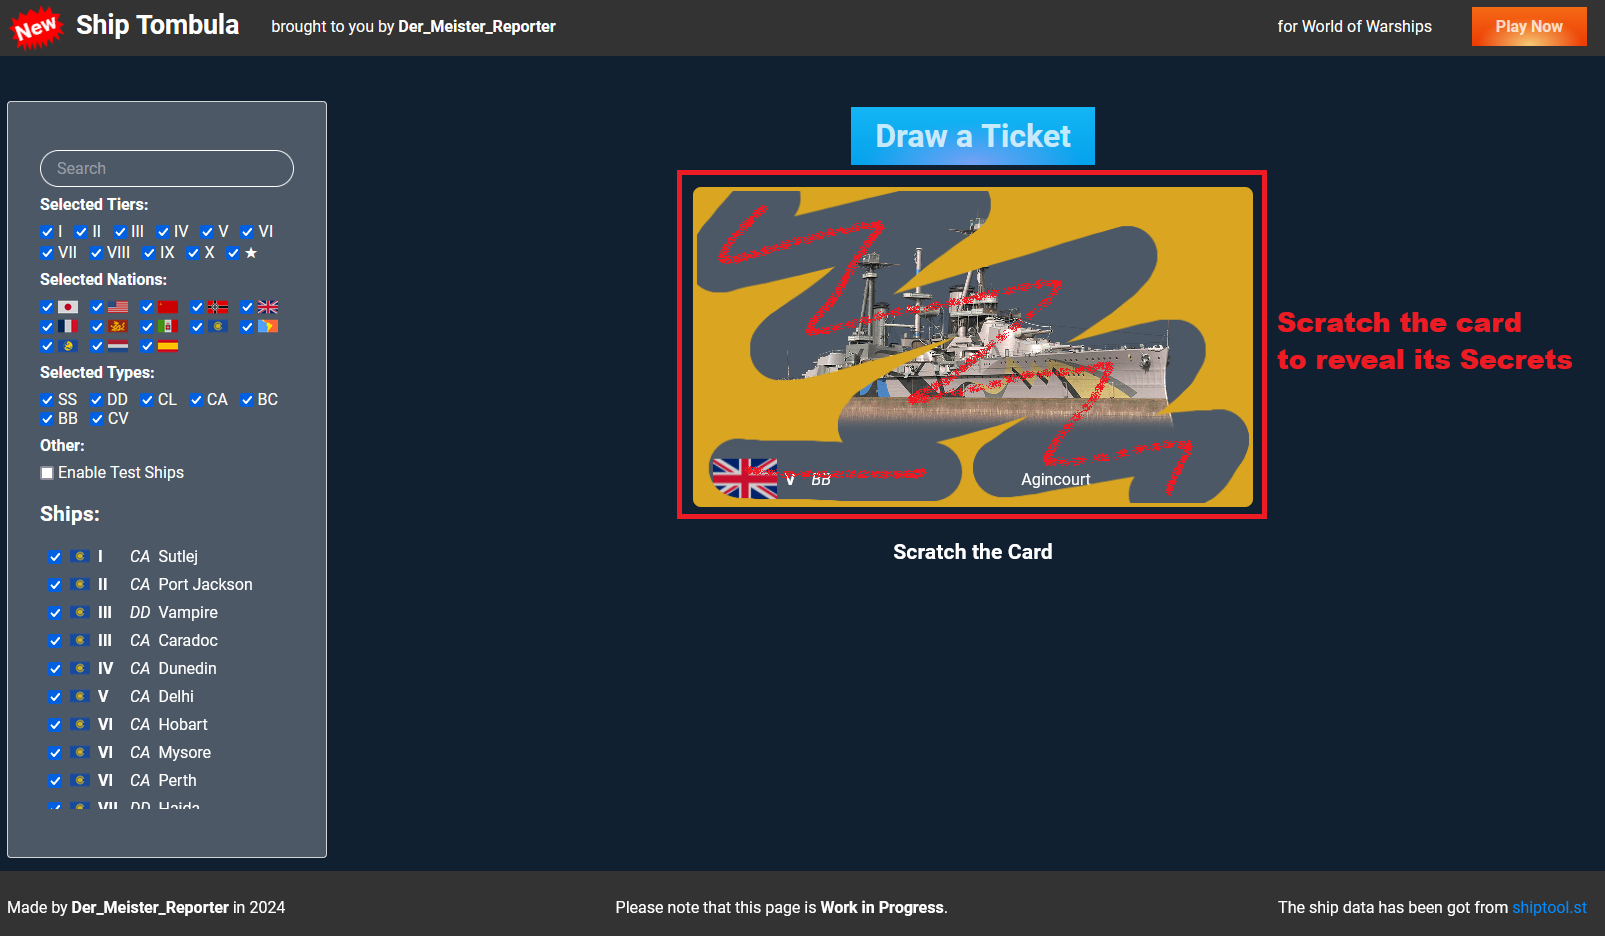 New
Ship Tombula
brought to you by Der_Meister_Reporter
for World of Warships
Play Now
Search
Selected Tiers:
I II III IV V VI
VII VIII IX X ★
Selected Nations:
Selected Types:
SS DD CL CA BC
BB CV
Other:
Enable Test Ships
Ships:
I CA Sutlej
II CA Port Jackson
III DD Vampire
III CA Caradoc
IV CA Dunedin
V CA Delhi
VI CA Hobart
VI CA Mysore
VI CA Perth
VII DD Haida
Draw a Ticket
V BB Agincourt
Scratch the card
to reveal its Secrets
Scratch the Card
Made by Der_Meister_Reporter in 2024
Please note that this page is Work in Progress.
The ship data has been got from shiptool.st